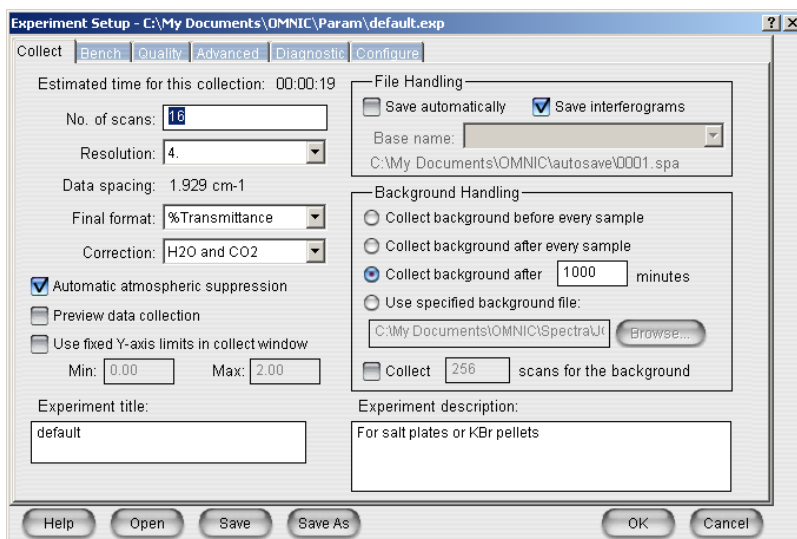 Experiment Setup - C:\My Documents\OMNIC\Param\default.exp
Collect Bench Quality Advanced Diagnostic Configure
Estimated time for this collection: 00:00:19
No. of scans: 16
Resolution: 4.
Data spacing: 1.929 cm-1
Final format: %Transmittance
Correction: H2O and CO2
Automatic atmospheric suppression
Preview data collection
Use fixed Y-axis limits in collect window
Min: 0.00 Max: 2.00
File Handling
Save automatically Save interferograms
Base name:
C:\My Documents\OMNIC\autosave\0001.spa
Background Handling
Collect background before every sample
Collect background after every sample
Collect background after 1000 minutes
Use specified background file:
C:\My Documents\OMNIC\Spectra\ Browse...
Collect 256 scans for the background
Experiment title:
default
Experiment description:
For salt plates or KBr pellets
Help Open Save Save As OK Cancel